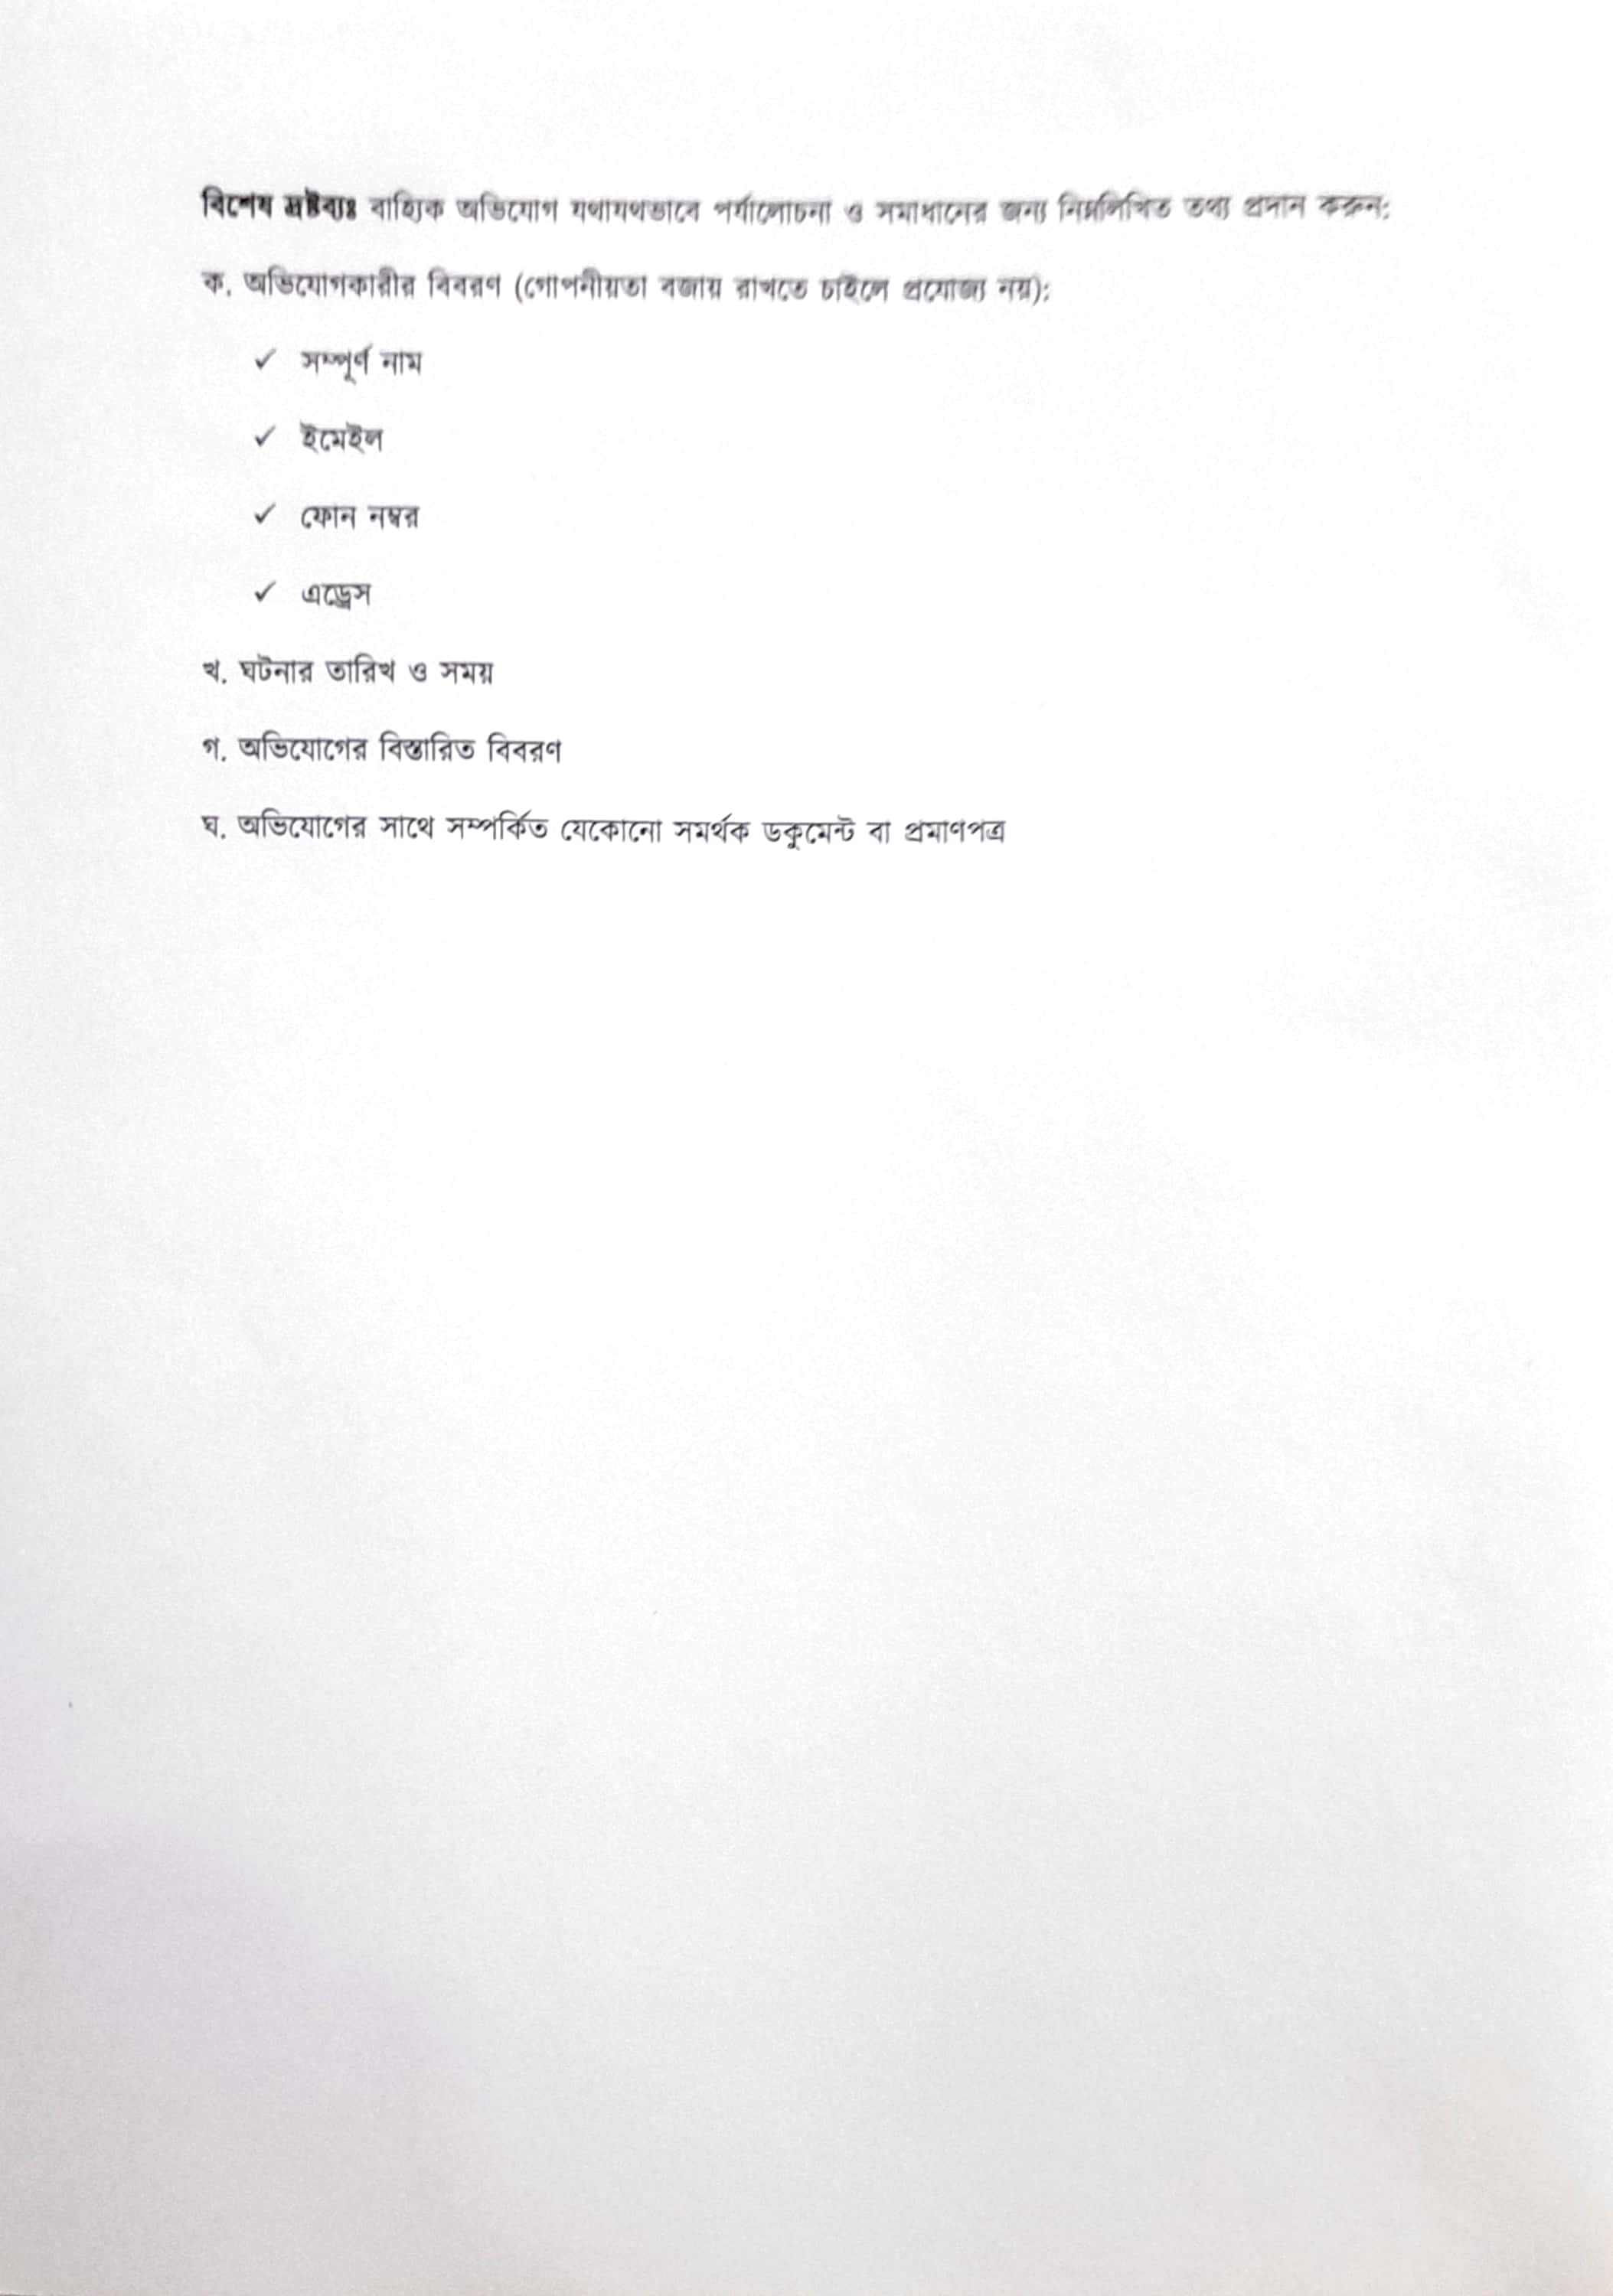 বিশেষ দ্রষ্টব্যঃ বাহ্যিক অভিযোগ যথাযথভাবে পর্যালোচনা ও সমাধানের জন্য নিম্নলিখিত তথ্য প্রদান করুন:
ক. অভিযোগকারীর বিবরণ (গোপনীয়তা বজায় রাখতে চাইলে প্রযোজ্য নয়):
✓ সম্পূর্ণ নাম
✓ ইমেইল
✓ ফোন নম্বর
✓ এড্রেস
খ. ঘটনার তারিখ ও সময়
গ. অভিযোগের বিস্তারিত বিবরণ
ঘ. অভিযোগের সাথে সম্পর্কিত যেকোনো সমর্থক ডকুমেন্ট বা প্রমাণপত্র